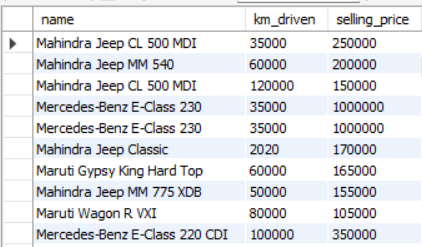 name km_driven selling_price
Mahindra Jeep CL 500 MDI 35000 250000
Mahindra Jeep MM 540 60000 200000
Mahindra Jeep CL 500 MDI 120000 150000
Mercedes-Benz E-Class 230 35000 1000000
Mercedes-Benz E-Class 230 35000 1000000
Mahindra Jeep Classic 2020 170000
Maruti Gypsy King Hard Top 60000 165000
Mahindra Jeep MM 775 XDB 50000 155000
Maruti Wagon R VXI 80000 105000
Mercedes-Benz E-Class 220 CDI 100000 350000